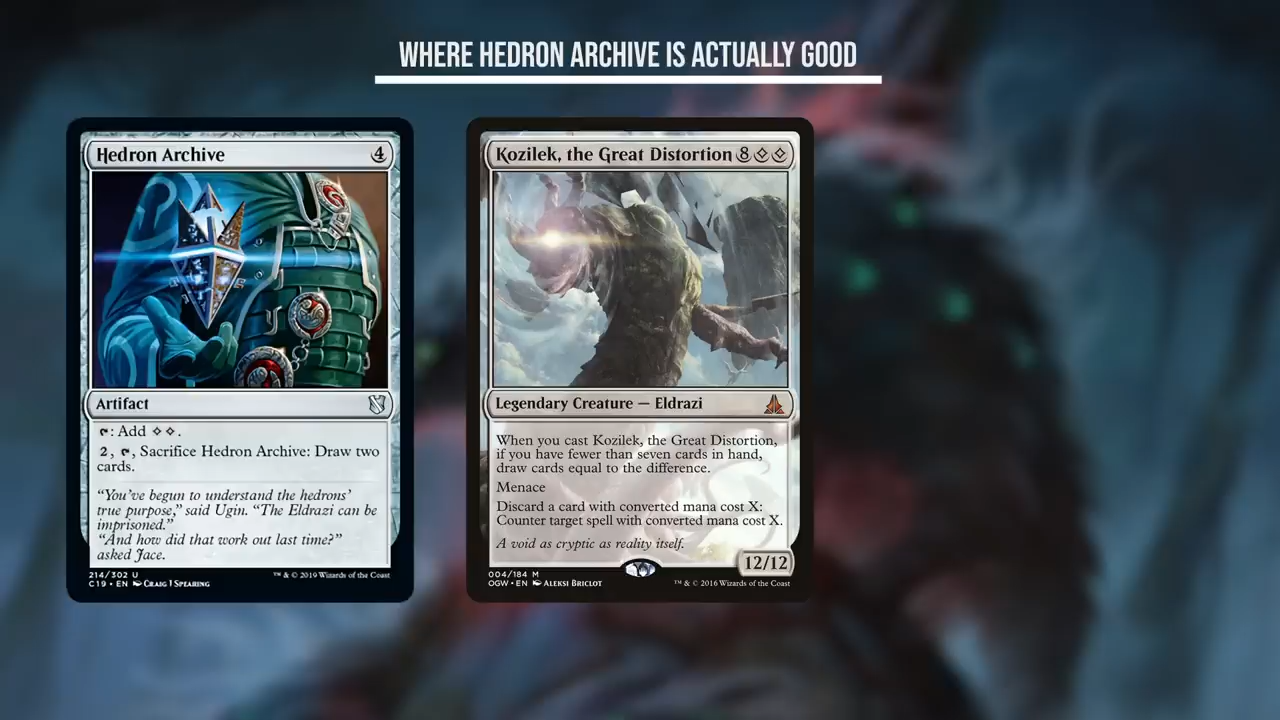 WHERE HEDRON ARCHIVE IS ACTUALLY GOOD
Hedron Archive 4
Artifact
: Add .
2, , Sacrifice Hedron Archive: Draw two
cards.
"You've begun to understand the hedrons'
true purpose," said Ugin. "The Eldrazi can be
imprisoned."
"And how did that work out last time?"
asked Jace.
214/302 U
C19 • EN Craig J Spearing
™ & © 2019 Wizards of the Coast
Kozilek, the Great Distortion 8
Legendary Creature — Eldrazi
When you cast Kozilek, the Great Distortion,
if you have fewer than seven cards in hand,
draw cards equal to the difference.
Menace
Discard a card with converted mana cost X:
Counter target spell with converted mana cost X.
A void as cryptic as reality itself.
12/12
004/184 M
OGW • EN Aleksi Briclot
™ & © 2016 Wizards of the Coast